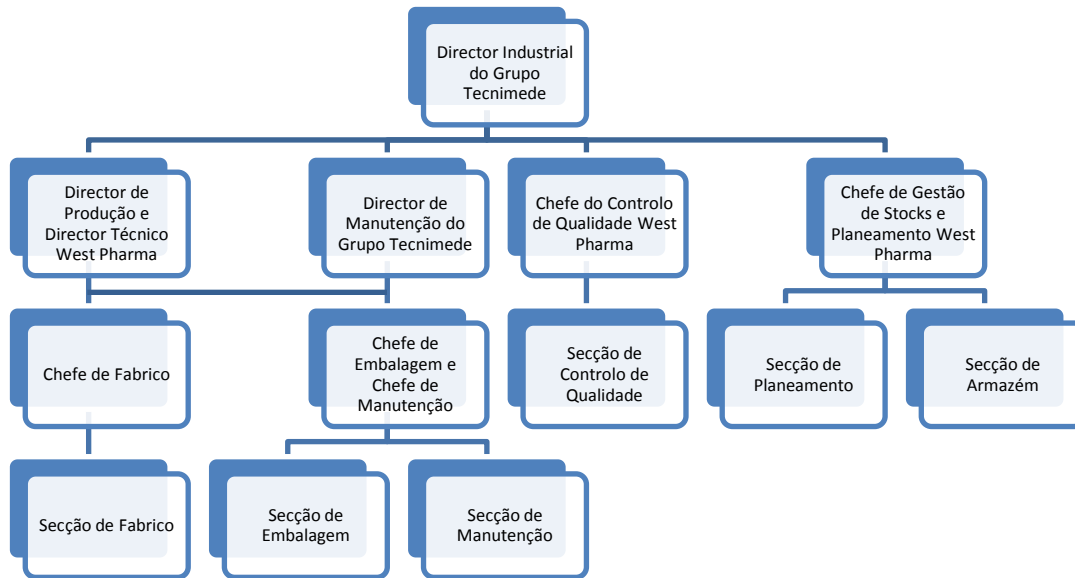 Director Industrial
do Grupo
Tecnimede
Director de
Produção e
Director Técnico
West Pharma
Director de
Manutenção do
Grupo Tecnimede
Chefe do Controlo
de Qualidade West
Pharma
Chefe de Gestão
de Stocks e
Planeamento West
Pharma
Chefe de Fabrico
Chefe de
Embalagem e
Chefe de
Manutenção
Secção de
Controlo de
Qualidade
Secção de
Planeamento
Secção de
Armazém
Secção de Fabrico
Secção de
Embalagem
Secção de
Manutenção